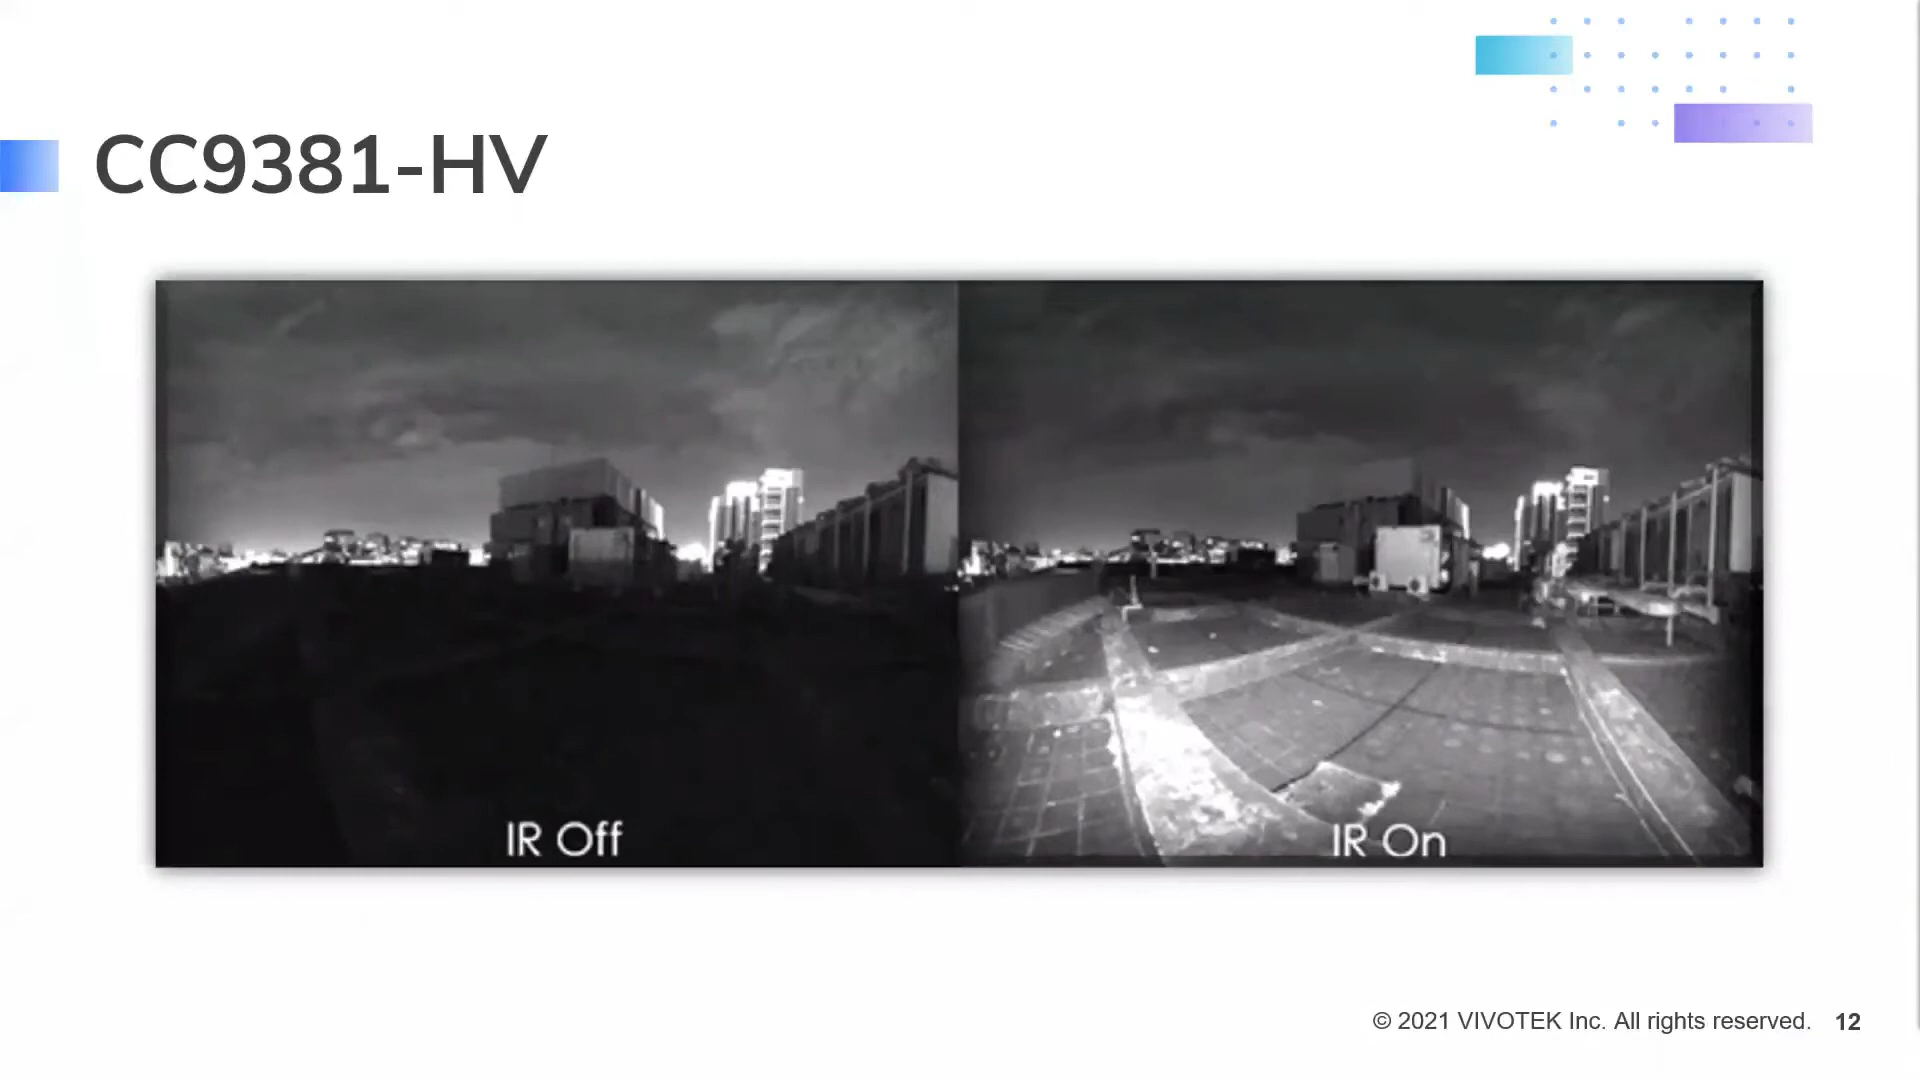 CC9381-HV
IR Off
IR On
© 2021 VIVOTEK Inc. All rights reserved. 12